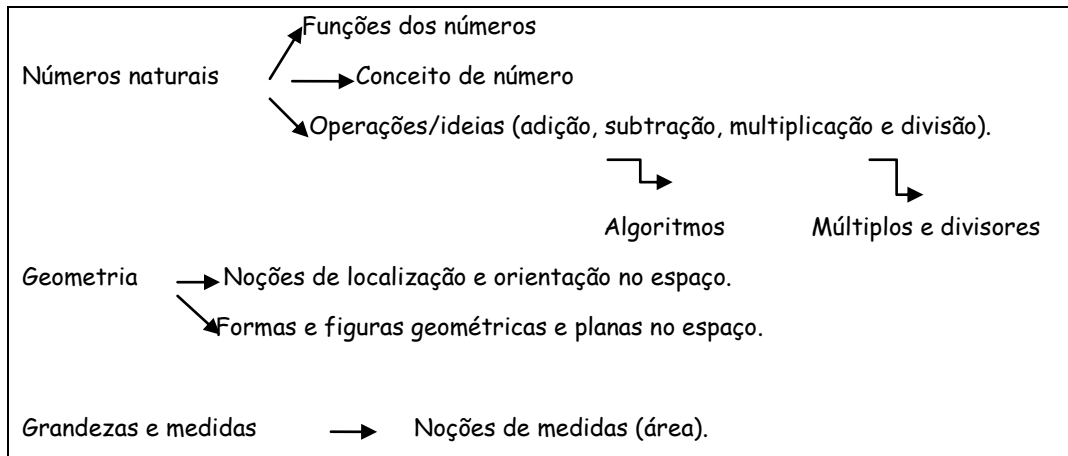 Funções dos números
Números naturais Conceito de número
Operações/ideias (adição, subtração, multiplicação e divisão).
Algoritmos Múltiplos e divisores
Geometria Noções de localização e orientação no espaço.
Formas e figuras geométricas e planas no espaço.
Grandezas e medidas Noções de medidas (área).